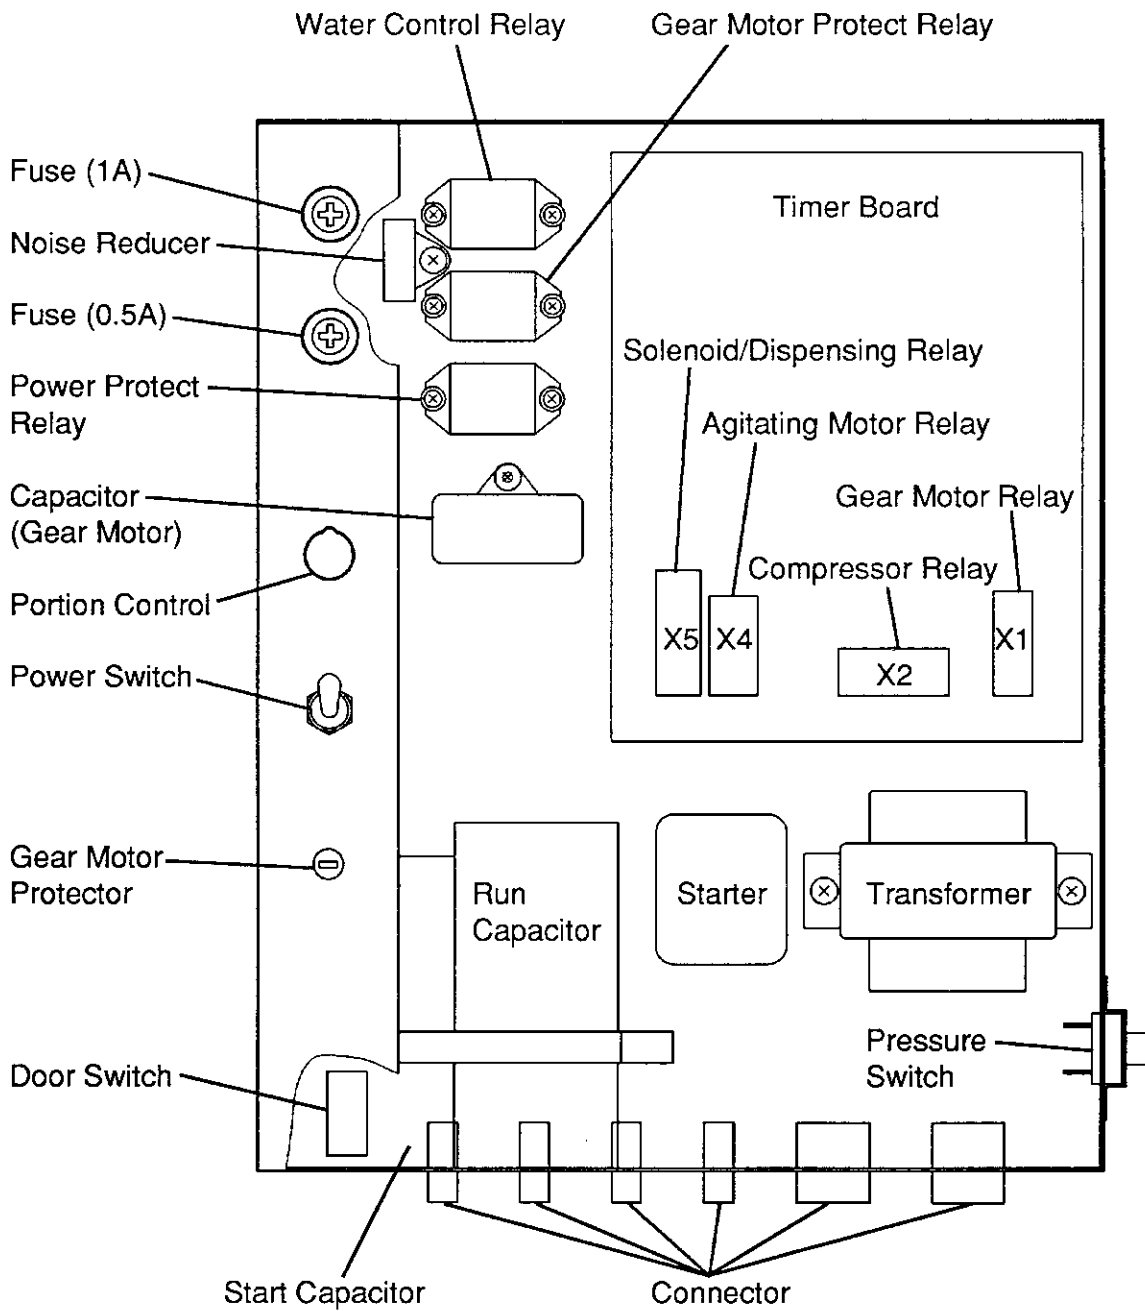 Water Control Relay
Gear Motor Protect Relay
Fuse (1A)
Timer Board
Noise Reducer
Fuse (0.5A)
Solenoid/Dispensing Relay
Power Protect
Relay
Agitating Motor Relay
Capacitor
(Gear Motor)
Gear Motor Relay
Compressor Relay
Portion Control
X5
X4
X2
X1
Power Switch
Gear Motor
Protector
Run
Capacitor
Starter
Transformer
Pressure
Switch
Door Switch
Start Capacitor
Connector